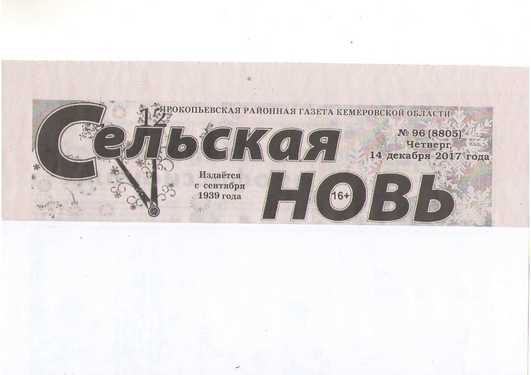 12
ПРОКОПЬЕВСКАЯ РАЙОННАЯ ГАЗЕТА КЕМЕРОВСКОЙ ОБЛАСТИ
Сельская
НОВЬ
№ 96 (8805)
Четверг,
14 декабря 2017 года
Издаётся
с сентября
1939 года
16+